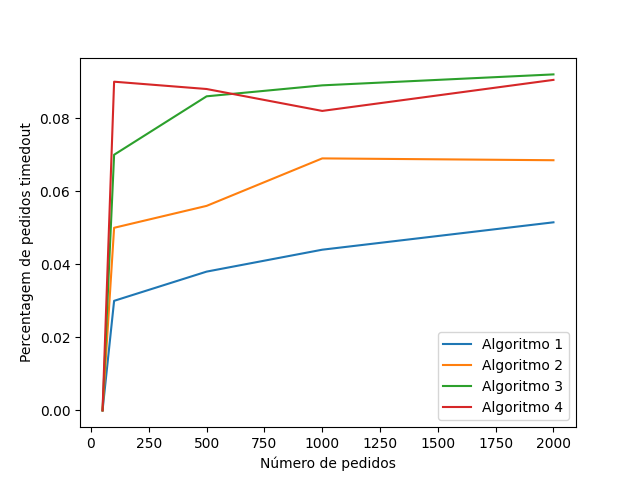 Percentagem de pedidos timedout
0.08
0.06
0.04
0.02
0.00
0 250 500 750 1000 1250 1500 1750 2000
Número de pedidos
Algoritmo 1
Algoritmo 2
Algoritmo 3
Algoritmo 4